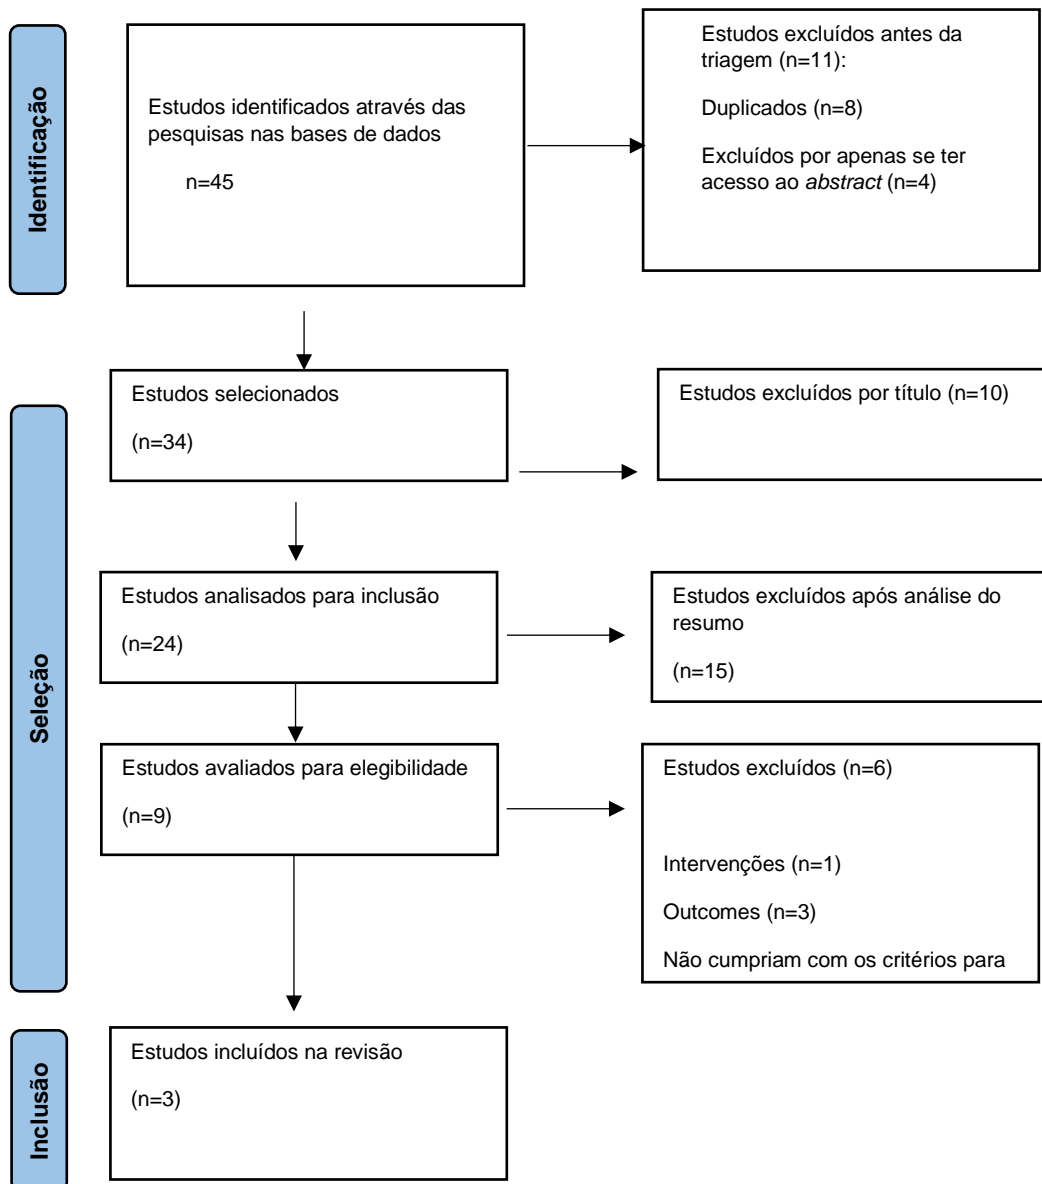 Identificação
Estudos identificados através das
pesquisas nas bases de dados
n=45
Estudos excluídos antes da
triagem (n=11):
Duplicados (n=8)
Excluídos por apenas se ter
acesso ao abstract (n=4)
Seleção
Estudos selecionados
(n=34)
Estudos excluídos por título (n=10)
Estudos analisados para inclusão
(n=24)
Estudos excluídos após análise do
resumo
(n=15)
Estudos avaliados para elegibilidade
(n=9)
Estudos excluídos (n=6)
Intervenções (n=1)
Outcomes (n=3)
Não cumpriam com os critérios para
Inclusão
Estudos incluídos na revisão
(n=3)